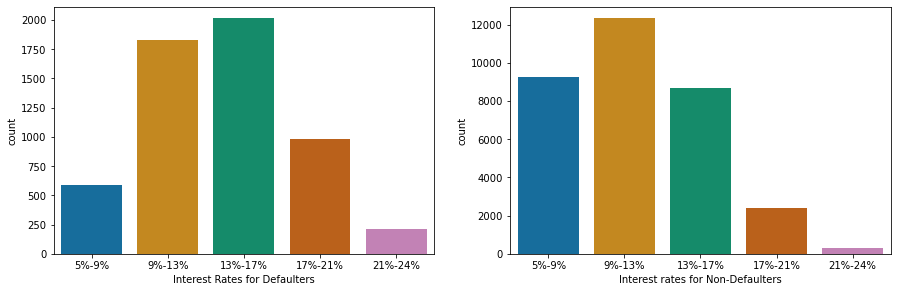 2000
1750
1500
1250
1000
750
500
250
0
count
5%-9% 9%-13% 13%-17% 17%-21% 21%-24%
Interest Rates for Defaulters
12000
10000
8000
6000
4000
2000
0
count
5%-9% 9%-13% 13%-17% 17%-21% 21%-24%
Interest rates for Non-Defaulters